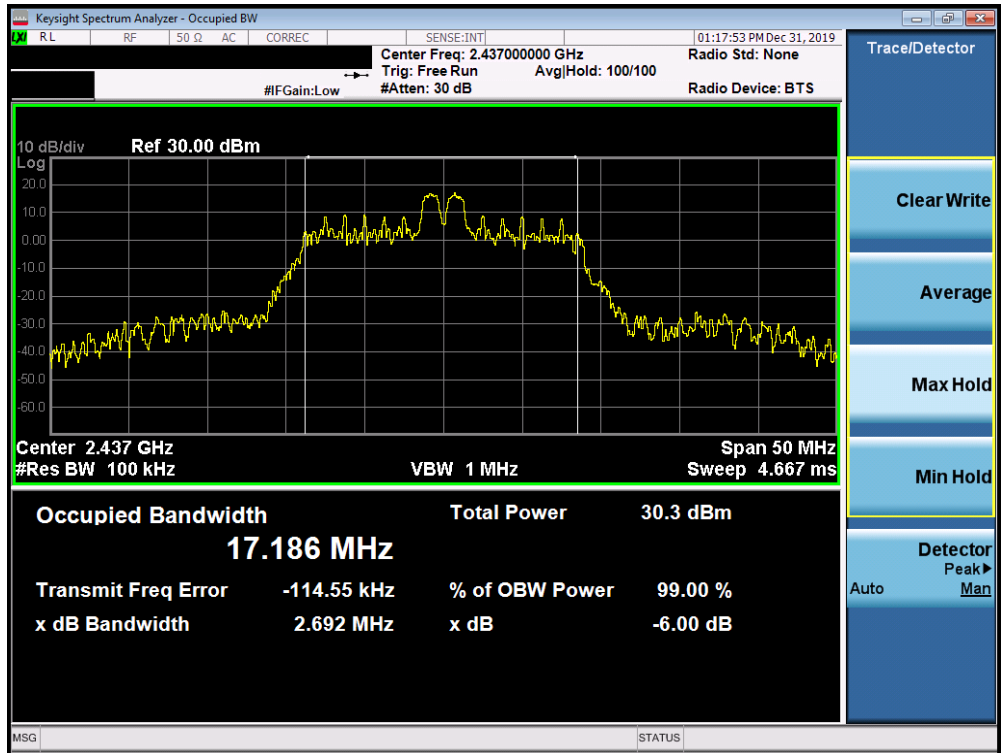 Keysight Spectrum Analyzer - Occupied BW
LXI RL RF 50 Ω AC CORREC SENSE:INT 01:17:53 PM Dec 31, 2019
Center Freq: 2.437000000 GHz Radio Std: None
Trig: Free Run Avg|Hold: 100/100
#IFGain:Low #Atten: 30 dB Radio Device: BTS
Trace/Detector
10 dB/div Ref 30.00 dBm
Log
20.0
10.0
0.00
-10.0
-20.0
-30.0
-40.0
-50.0
-60.0
Center 2.437 GHz Span 50 MHz
#Res BW 100 kHz VBW 1 MHz Sweep 4.667 ms
Occupied Bandwidth Total Power 30.3 dBm
17.186 MHz
Transmit Freq Error -114.55 kHz % of OBW Power 99.00 %
x dB Bandwidth 2.692 MHz x dB -6.00 dB
Clear Write
Average
Max Hold
Min Hold
Detector
Peak▶
Auto Man
MSG STATUS